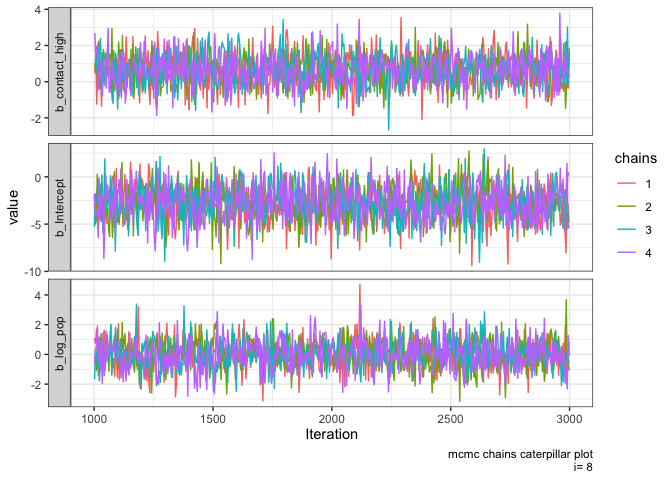 b_contact_high
4
2
0
-2
b_Intercept
0
-5
-10
b_log_pop
4
2
0
-2
value
1000
1500
2000
2500
3000
Iteration
chains
1
2
3
4
mcmc chains caterpillar plot
i= 8